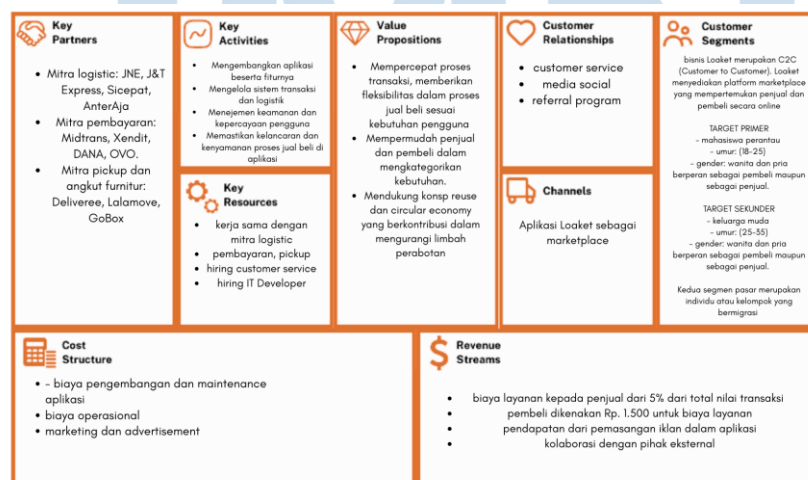 Key
Partners
• Mitra logistic: JNE, J&T
Express, Sicepat,
AnterAja
• Mitra pembayaran:
Midtrans, Xendit,
DANA, OVO.
• Mitra pickup dan
angkut furnitur:
Deliveree, Lalamove,
GoBox
Key
Activities
• Mengembangkan aplikasi
beserta fiturnya
• Mengelola sistem transaksi
dan logistik
• Menejemen keamanan dan
kepercayaan pengguna
• Memastikan kelancaran dan
kenyamanan proses jual beli di
aplikasi
Key
Resources
• kerja sama dengan
mitra logistic
• pembayaran, pickup
• hiring customer service
• hiring IT Developer
Value
Propositions
• Mempercepat proses
transaksi, memberikan
fleksibilitas dalam proses
jual beli sesuai
kebutuhan pengguna
• Mempermudah penjual
dan pembeli dalam
mengkategorikan
kebutuhan.
• Mendukung konsp reuse
dan circular economy
yang berkontribusi dalam
mengurangi limbah
perabotan
Customer
Relationships
• customer service
• media social
• referral program
Channels
Aplikasi Loaket sebagai
marketplace
Customer
Segments
bisnis Loaket merupakan C2C
(Customer to Customer). Loaket
menyediakan platform marketplace
yang mempertemukan penjual dan
pembeli secara online
TARGET PRIMER
- mahasiswa perantau
- umur: (18-25)
- gender: wanita dan pria
berperan sebagai pembeli maupun
sebagai penjual.
TARGET SEKUNDER
- keluarga muda
- umur: (25-35)
- gender: wanita dan pria
berperan sebagai pembeli maupun
sebagai penjual.
Kedua segmen pasar merupakan
individu atau kelompok yang
bermigrasi
Cost
Structure
• - biaya pengembangan dan maintenance
aplikasi
• biaya operasional
• marketing dan advertisement
Revenue
Streams
• biaya layanan kepada penjual dari 5% dari total nilai transaksi
• pembeli dikenakan Rp. 1.500 untuk biaya layanan
• pendapatan dari pemasangan iklan dalam aplikasi
• kolaborasi dengan pihak eksternal